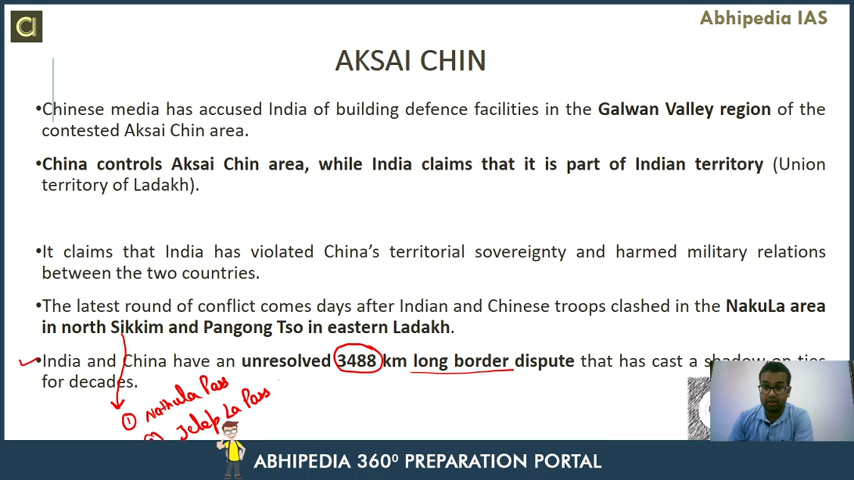 Abhipedia IAS
AKSAI CHIN
•Chinese media has accused India of building defence facilities in the Galwan Valley region of the
contested Aksai Chin area.
•China controls Aksai Chin area, while India claims that it is part of Indian territory (Union
territory of Ladakh).
•It claims that India has violated China's territorial sovereignty and harmed military relations
between the two countries.
•The latest round of conflict comes days after Indian and Chinese troops clashed in the NakuLa area
in north Sikkim and Pangong Tso in eastern Ladakh.
•India and China have an unresolved 3488 km long border dispute that has cast a shadow on ties
for decades.
① Nathula Pass
② Jelep La Pass
ABHIPEDIA 360⁰ PREPARATION PORTAL